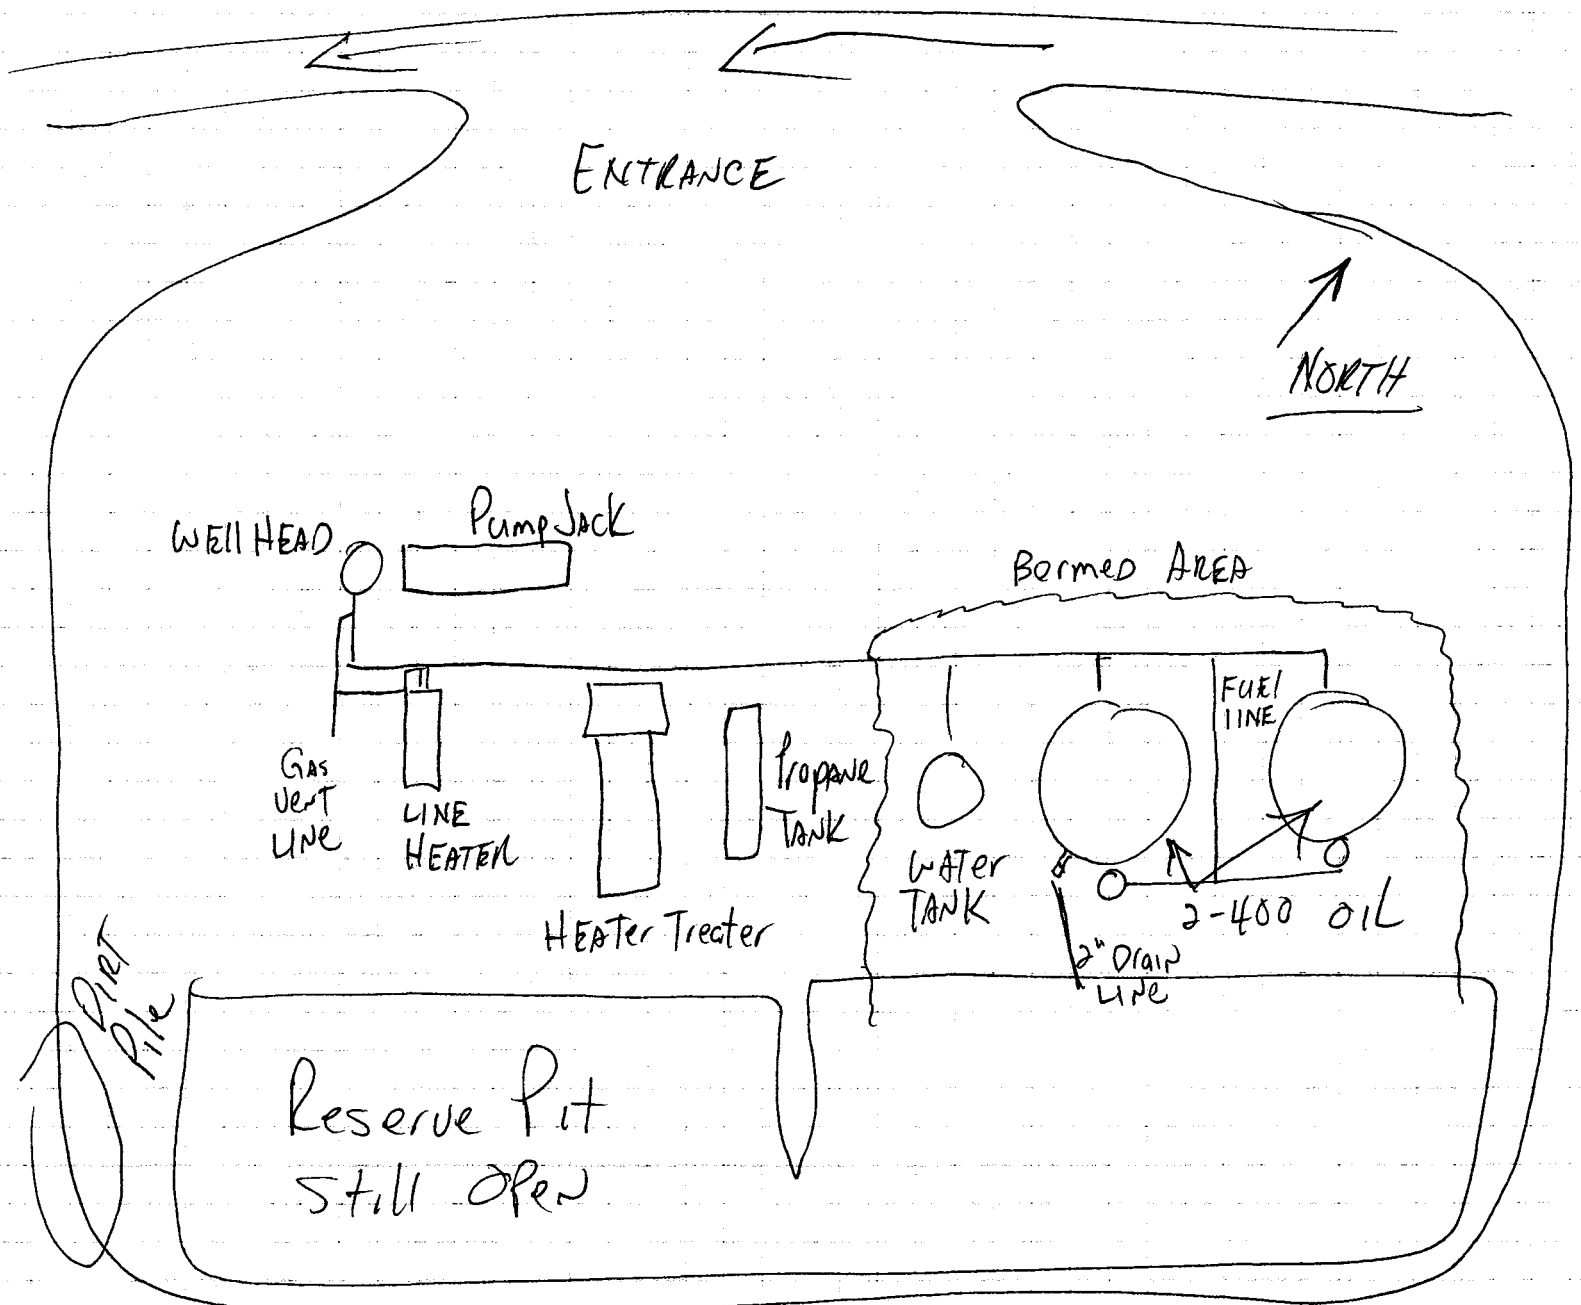 ENTRANCE
NORTH
WEll HEAD
Pump JACK
BermeD AREA
FUEl
lINE
GAS
VeNT
LINe
LINE
HEATER
PropANe
TANK
WATer
TANK
HEATer Treater
2-400 OIL
2" DraiN
LINe
DIRT
PIle
Reserve Pit
Still OPeN